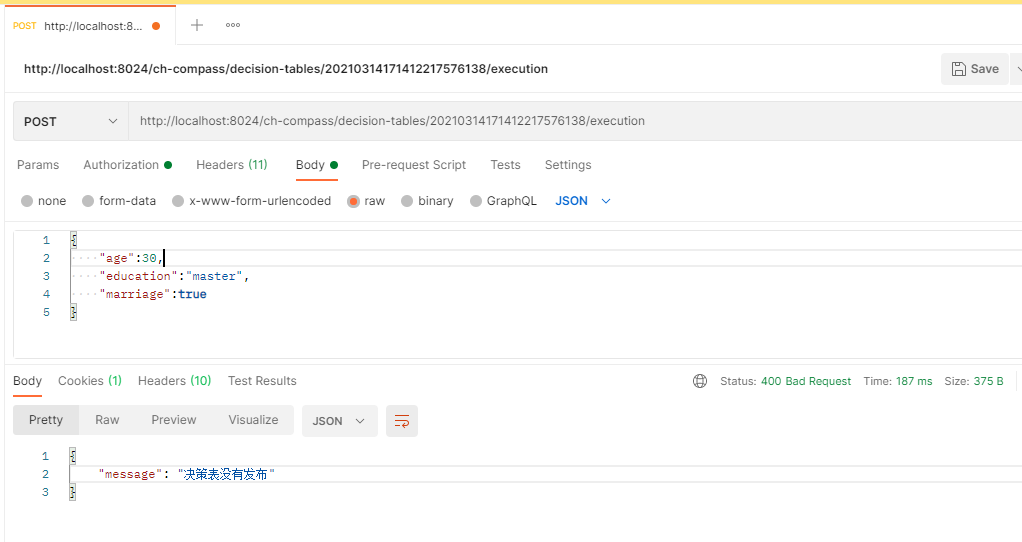 POST http://localhost:8...
http://localhost:8024/ch-compass/decision-tables/20210314171412217576138/execution
Save
POST http://localhost:8024/ch-compass/decision-tables/20210314171412217576138/execution
Params Authorization Headers (11) Body Pre-request Script Tests Settings
none form-data x-www-form-urlencoded raw binary GraphQL JSON
1 {
2 "age":30,
3 "education":"master",
4 "marriage":true
5 }
Body Cookies (1) Headers (10) Test Results Status: 400 Bad Request Time: 187 ms Size: 375 B
Pretty Raw Preview Visualize JSON
1 {
2 "message": "决策表没有发布"
3 }